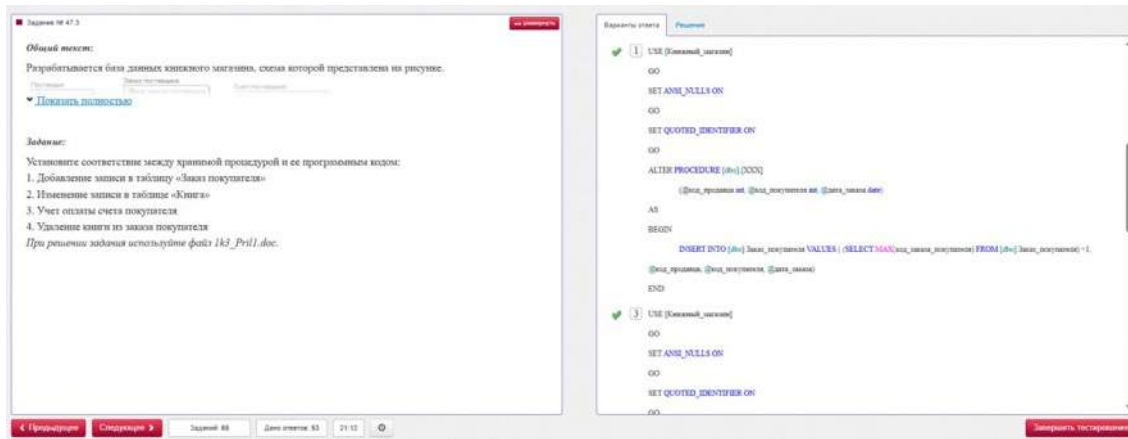 Задание № 47.3
развернуть
Общий текст:
Разрабатывается база данных книжного магазина, схема которой представлена на рисунке.
Показать полностью
Задание:
Установите соответствие между хранимой процедурой и ее программным кодом:
1. Добавление записи в таблицу «Заказ покупателя»
2. Изменение записи в таблице «Книга»
3. Учет оплаты счета покупателя
4. Удаление книги из заказа покупателя
При решении задания используйте файл 1k3_Pril1.doc.
Варианты ответа Решение
1 USE [Книжный_магазин]
GO
SET ANSI_NULLS ON
GO
SET QUOTED_IDENTIFIER ON
GO
ALTER PROCEDURE [dbo].[XXX]
(@код_продавца int, @код_покупателя int, @дата_заказа date)
AS
BEGIN
INSERT INTO [dbo].Заказ_покупателя VALUES ( (SELECT MAX(код_заказа_покупателя) FROM [dbo].Заказ_покупателя) +1,
@код_продавца, @код_покупателя, @дата_заказа)
END
3 USE [Книжный_магазин]
GO
SET ANSI_NULLS ON
GO
SET QUOTED_IDENTIFIER ON
GO
Предыдущее Следующее Заданий: 88 Дано ответов: 53 21:12 Завершить тестирование